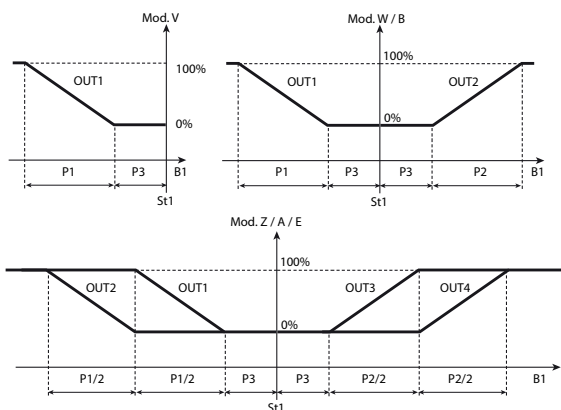 Mod. V
100%
OUT1
0%
P1
P3
B1
St1
Mod. W / B
100%
OUT1
OUT2
0%
P1
P3
P3
P2
B1
St1
Mod. Z / A / E
100%
OUT2
OUT1
OUT3
OUT4
0%
P1/2
P1/2
P3
P3
P2/2
P2/2
B1
St1